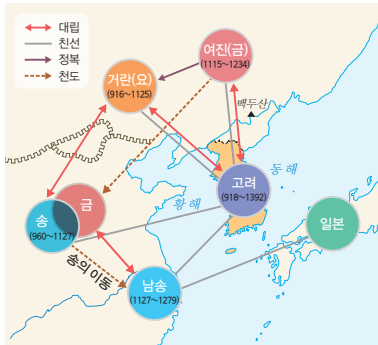 대립
친선
정복
천도
여진(금)
(1115~1234)
거란(요)
(916~1125)
백두산
동해
고려
(918~1392)
황해
금
송
(960~1127)
일본
송의 이동
남송
(1127~1279)